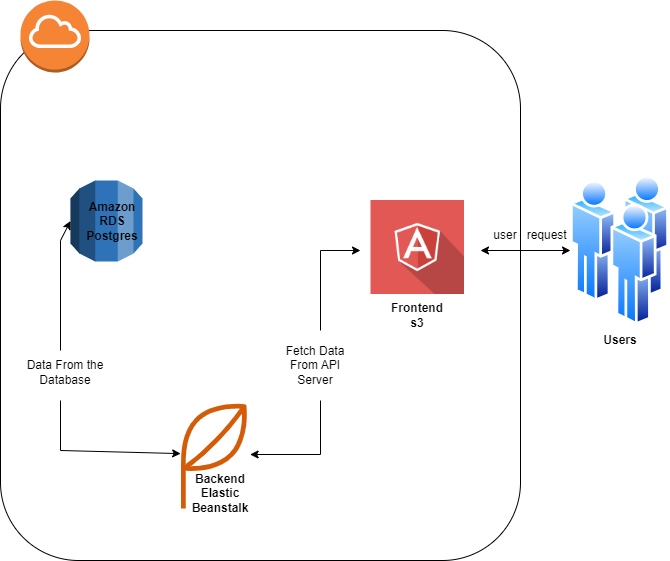 Amazon
RDS
Postgres
user request
Frontend
s3
Users
Fetch Data
From API
Server
Data From the
Database
Backend
Elastic
Beanstalk